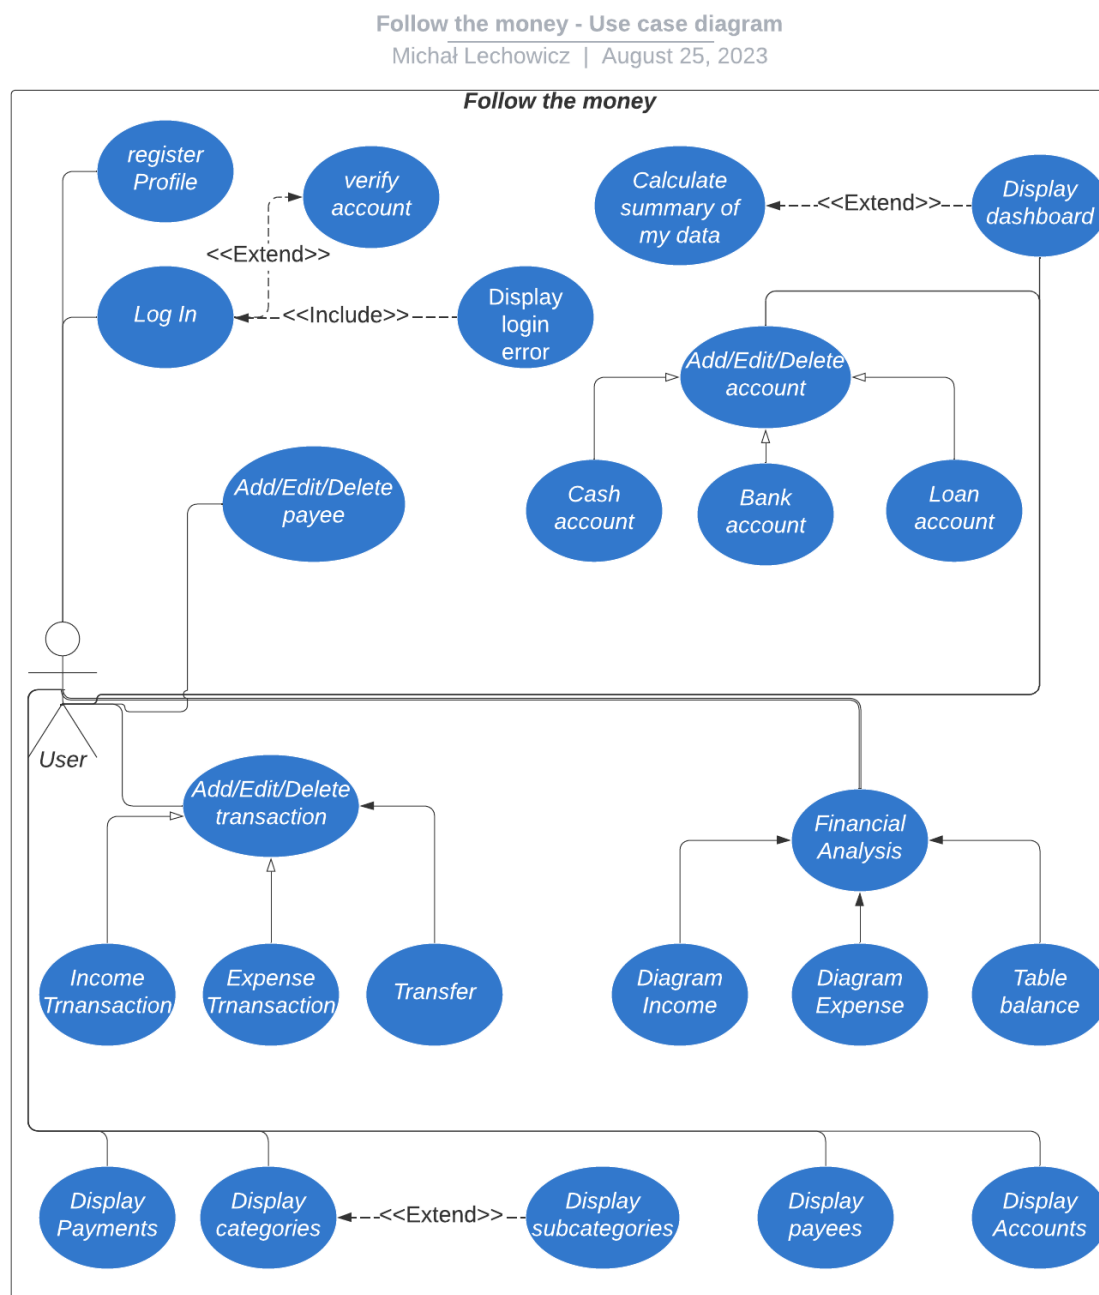 Follow the money - Use case diagram
Michał Lechowicz | August 25, 2023
Follow the money
register
Profile
verify
account
Calculate
summary of
my data
<<Extend>>
Display
dashboard
<<Extend>>
Log In
<<Include>>
Display
login
error
Add/Edit/Delete
account
Cash
account
Bank
account
Loan
account
Add/Edit/Delete
payee
User
Add/Edit/Delete
transaction
Financial
Analysis
Income
Trnansaction
Expense
Trnansaction
Transfer
Diagram
Income
Diagram
Expense
Table
balance
Display
Payments
Display
categories
<<Extend>>
Display
subcategories
Display
payees
Display
Accounts